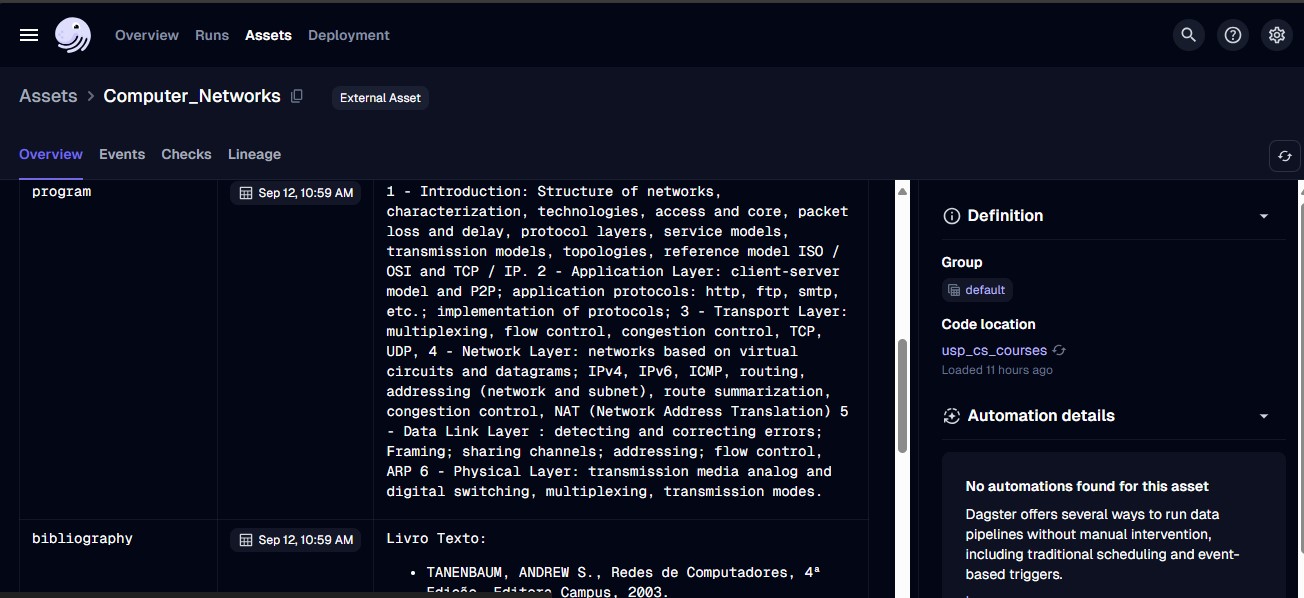 Overview Runs Assets Deployment
Assets > Computer_Networks
External Asset
Overview Events Checks Lineage
program
Sep 12, 10:59 AM
1 - Introduction: Structure of networks,
characterization, technologies, access and core, packet
loss and delay, protocol layers, service models,
transmission models, topologies, reference model ISO /
OSI and TCP / IP. 2 - Application Layer: client-server
model and P2P; application protocols: http, ftp, smtp,
etc.; implementation of protocols; 3 - Transport Layer:
multiplexing, flow control, congestion control, TCP,
UDP, 4 - Network Layer: networks based on virtual
circuits and datagrams; IPv4, IPv6, ICMP, routing,
addressing (network and subnet), route summarization,
congestion control, NAT (Network Address Translation) 5
- Data Link Layer : detecting and correcting errors;
Framing; sharing channels; addressing; flow control,
ARP 6 - Physical Layer: transmission media analog and
digital switching, multiplexing, transmission modes.
bibliography
Sep 12, 10:59 AM
Livro Texto:
• TANENBAUM, ANDREW S., Redes de Computadores, 4ª
Edição, Editora Campus, 2003.
Definition
Group
default
Code location
usp_cs_courses
Loaded 11 hours ago
Automation details
No automations found for this asset
Dagster offers several ways to run data
pipelines without manual intervention,
including traditional scheduling and event-
based triggers.